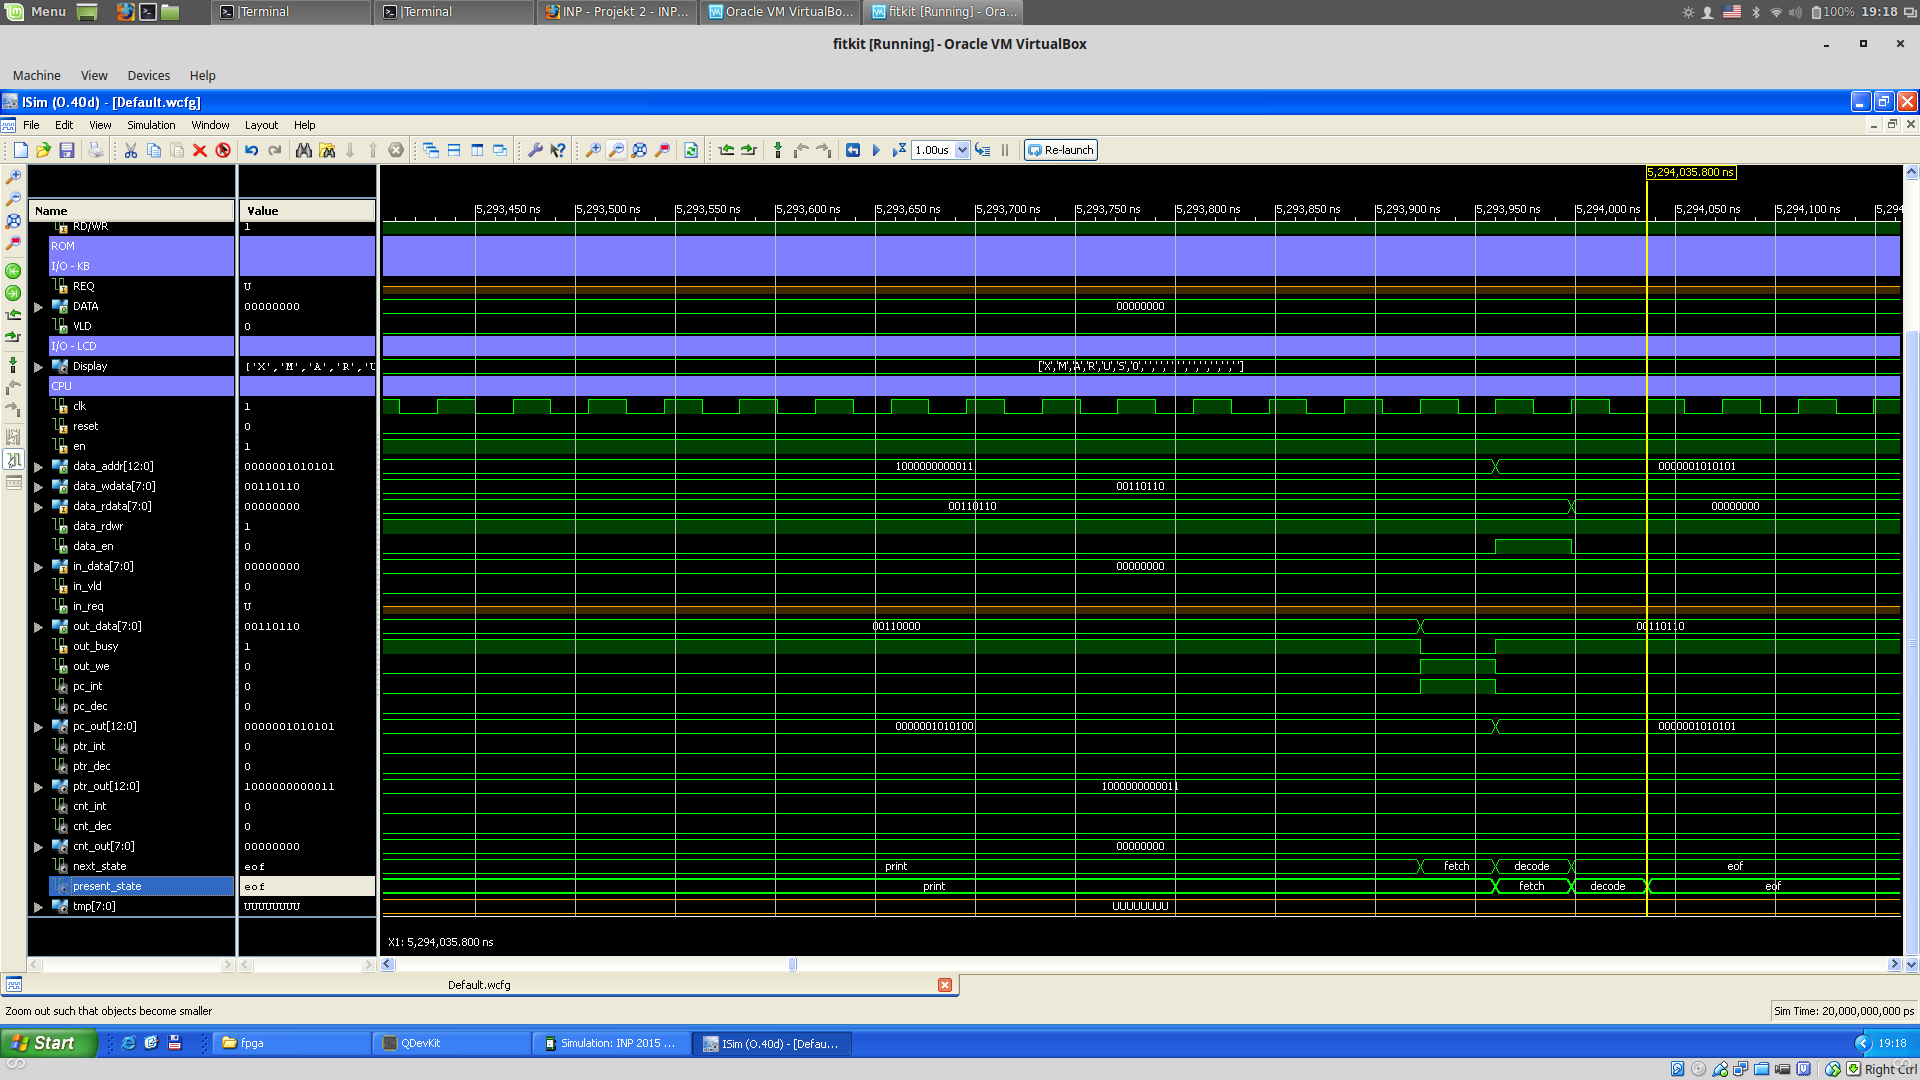 Menu |Terminal |Terminal INP - Projekt 2 - INP... Oracle VM VirtualBo... fitkit [Running] - Ora... 100% 19:18
fitkit [Running] - Oracle VM VirtualBox
Machine View Devices Help
ISim (O.40d) - [Default.wcfg]
File Edit View Simulation Window Layout Help
1.00us Re-launch
5,294,035.800 ns
Name Value
5,293,450 ns 5,293,500 ns 5,293,550 ns 5,293,600 ns 5,293,650 ns 5,293,700 ns 5,293,750 ns 5,293,800 ns 5,293,850 ns 5,293,900 ns 5,293,950 ns 5,294,000 ns 5,294,050 ns 5,294,100 ns 5,294
RD/WR 1
ROM
I/O - KB
REQ U
DATA 00000000 00000000
VLD 0
I/O - LCD
Display ['X','M','A','R','U ['X','M','A','R','U','S','0',' ',' ',' ',' ',' ',' ',' ',' ',' ']
CPU
clk 1
reset 0
en 1
data_addr[12:0] 0000001010101 1000000000011 0000001010101
data_wdata[7:0] 00110110 00110110
data_rdata[7:0] 00000000 00110110 00000000
data_rdwr 1
data_en 0
in_data[7:0] 00000000 00000000
in_vld 0
in_req U
out_data[7:0] 00110110 00110000 00110110
out_busy 1
out_we 0
pc_int 0
pc_dec 0
pc_out[12:0] 0000001010101 0000001010100 0000001010101
ptr_int 0
ptr_dec 0
ptr_out[12:0] 1000000000011 1000000000011
cnt_int 0
cnt_dec 0
cnt_out[7:0] 00000000 00000000
next_state eof print fetch decode eof
present_state eof print fetch decode eof
tmp[7:0] UUUUUUUU UUUUUUUU
X1: 5,294,035.800 ns
Default.wcfg
Zoom out such that objects become smaller Sim Time: 20,000,000,000 ps
Start fpga QDevKit Simulation: INP 2015 ... ISim (O.40d) - [Defau... 19:18
Right Ctrl